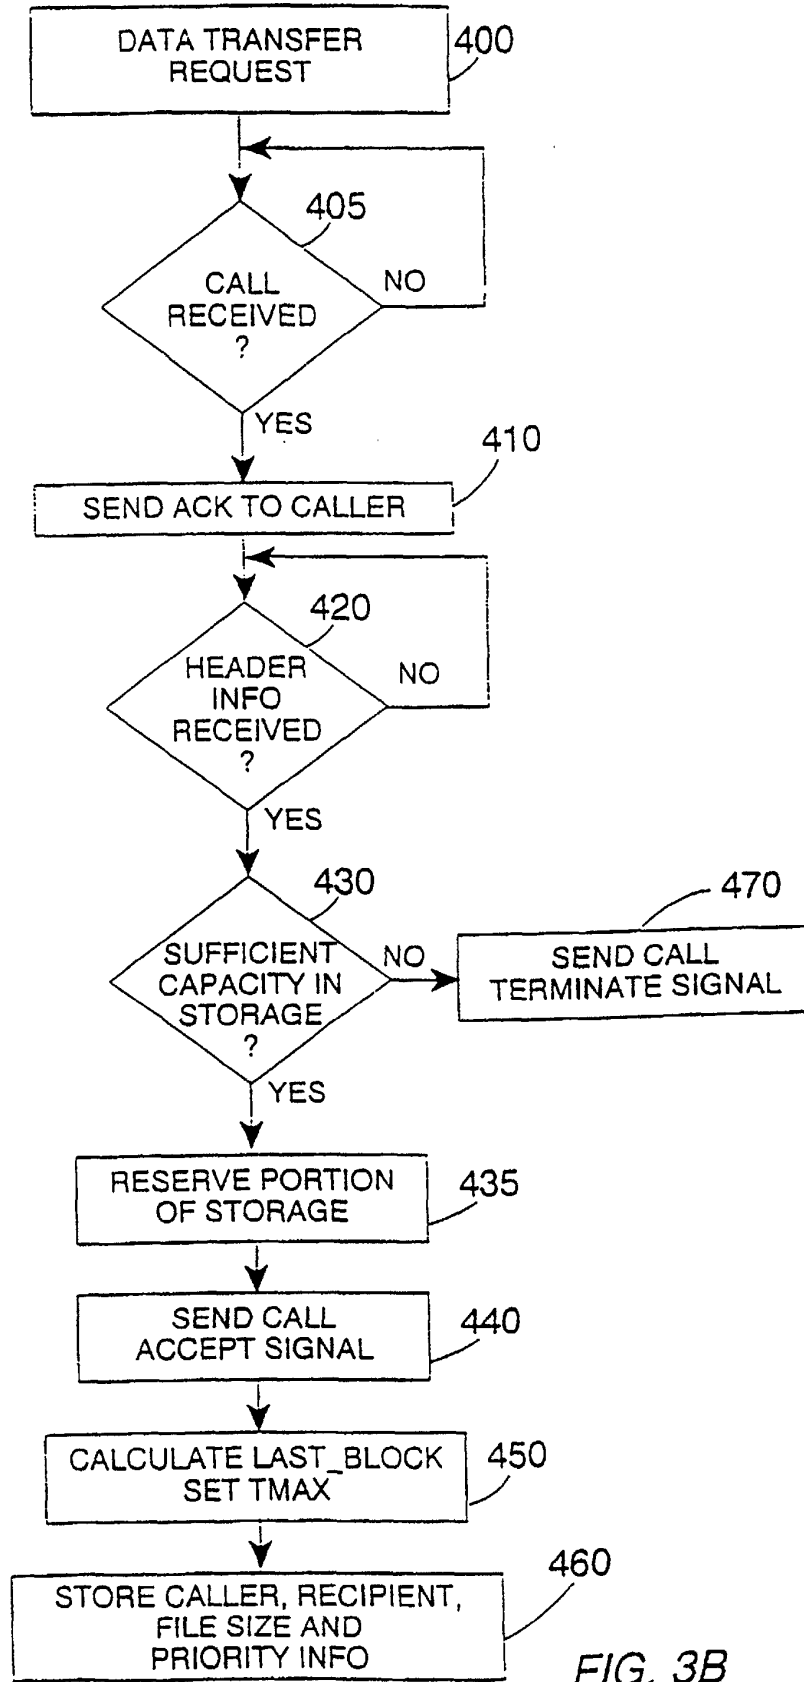 DATA TRANSFER
REQUEST
400
405
CALL
RECEIVED
?
NO
YES
410
SEND ACK TO CALLER
420
HEADER
INFO
RECEIVED
?
NO
YES
430
SUFFICIENT
CAPACITY IN
STORAGE
?
NO
470
SEND CALL
TERMINATE SIGNAL
YES
RESERVE PORTION
OF STORAGE
435
SEND CALL
ACCEPT SIGNAL
440
CALCULATE LAST_BLOCK
SET TMAX
450
460
STORE CALLER, RECIPIENT,
FILE SIZE AND
PRIORITY INFO
FIG. 3B